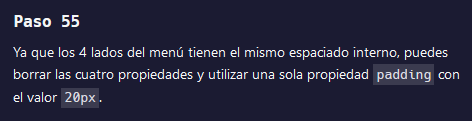 Paso 55
Ya que los 4 lados del menú tienen el mismo espaciado interno, puedes
borrar las cuatro propiedades y utilizar una sola propiedad padding con
el valor 20px.